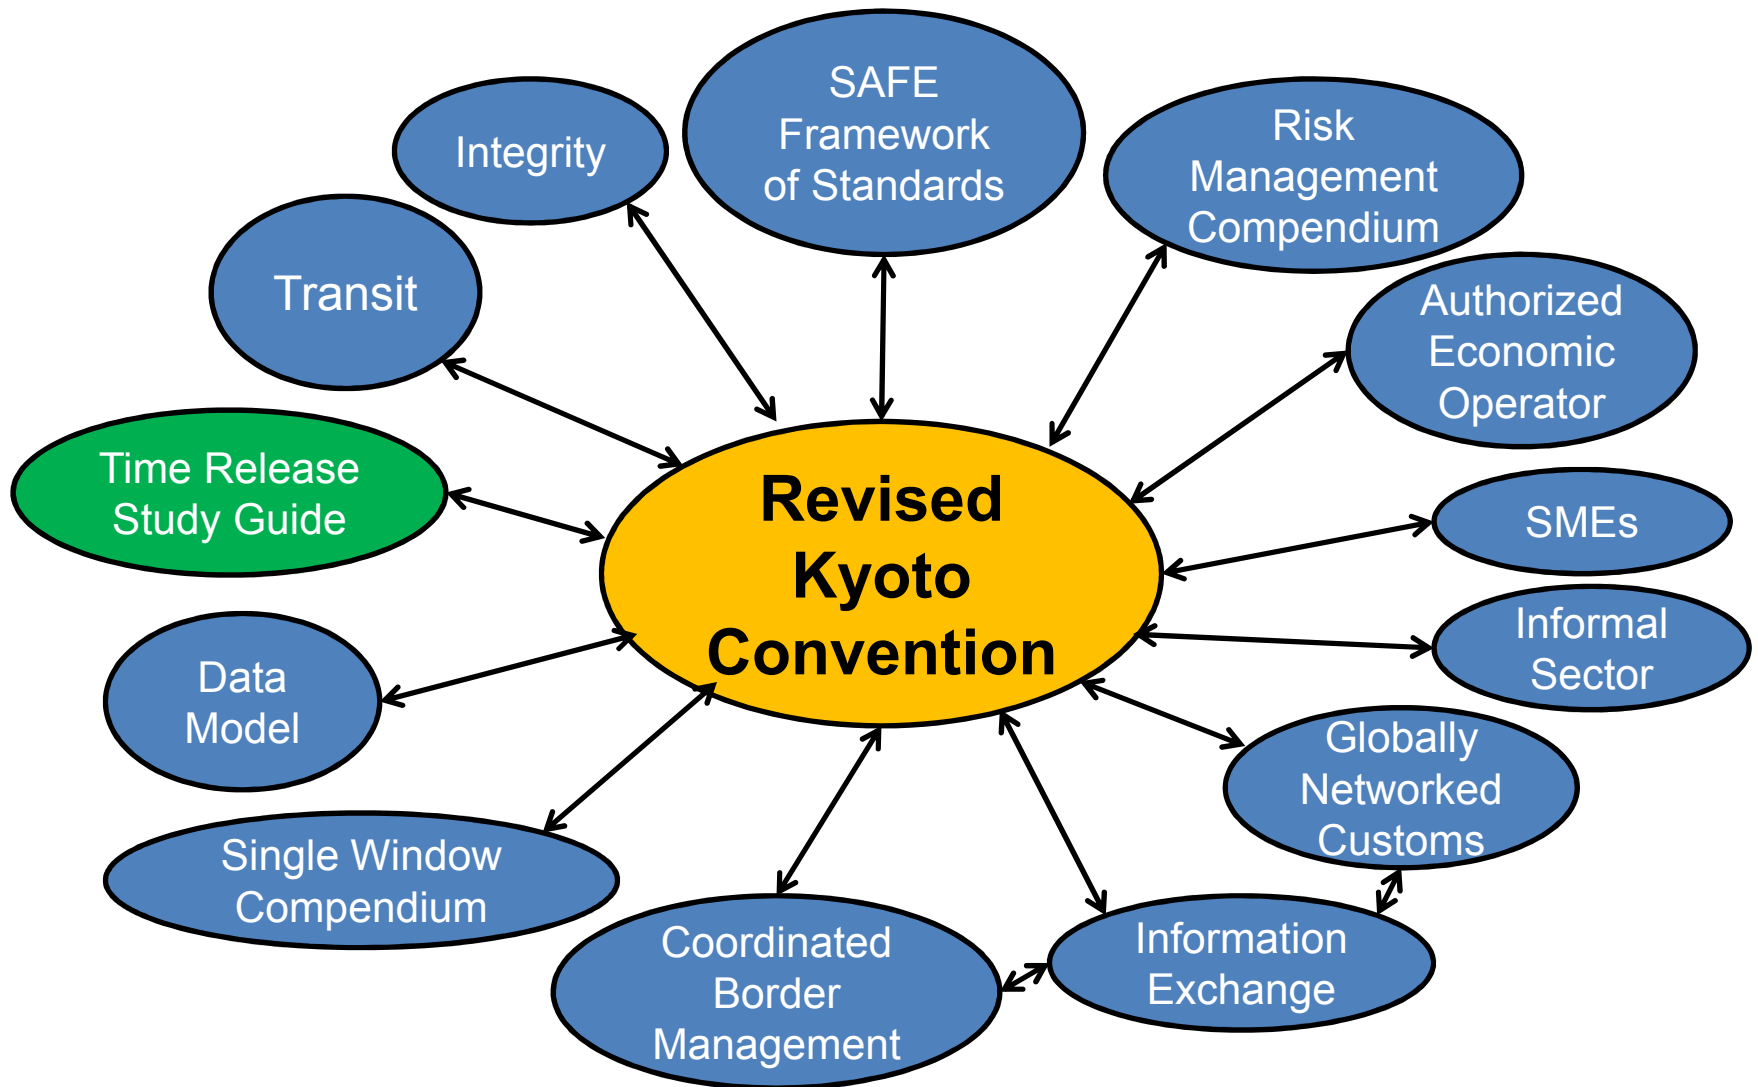 SAFE
Framework
of Standards
Integrity
Risk
Management
Compendium
Transit
Authorized
Economic
Operator
Time Release
Study Guide
Revised
Kyoto
Convention
SMEs
Informal
Sector
Data
Model
Globally
Networked
Customs
Single Window
Compendium
Coordinated
Border
Management
Information
Exchange